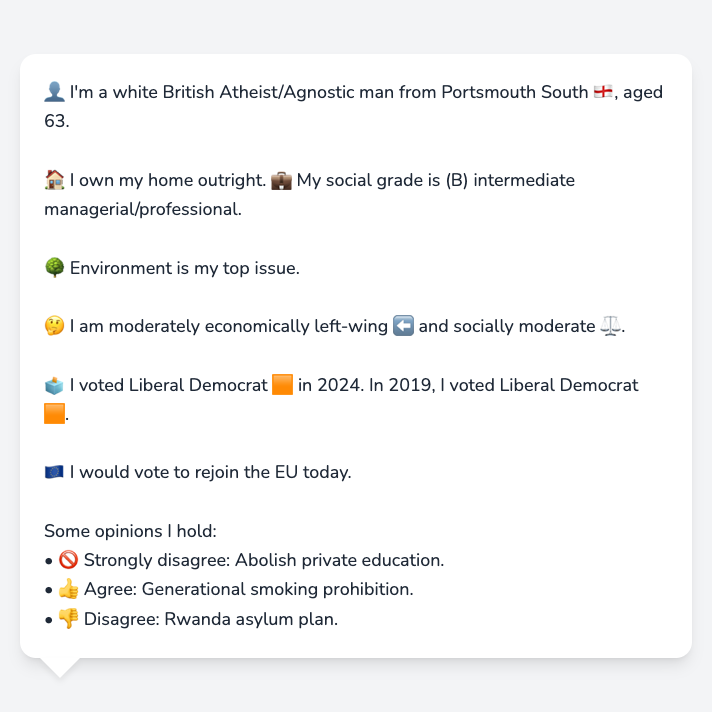 👤 I'm a white British Atheist/Agnostic man from Portsmouth South 🏴󠁧󠁢󠁥󠁮󠁧󠁿, aged
63.
🏠 I own my home outright. 💼 My social grade is (B) intermediate
managerial/professional.
🌳 Environment is my top issue.
🤔 I am moderately economically left-wing ⬅️ and socially moderate ⚖️.
🗳️ I voted Liberal Democrat 🟧 in 2024. In 2019, I voted Liberal Democrat
🟧.
🇪🇺 I would vote to rejoin the EU today.
Some opinions I hold:
• 🚫 Strongly disagree: Abolish private education.
• 👍 Agree: Generational smoking prohibition.
• 👎 Disagree: Rwanda asylum plan.